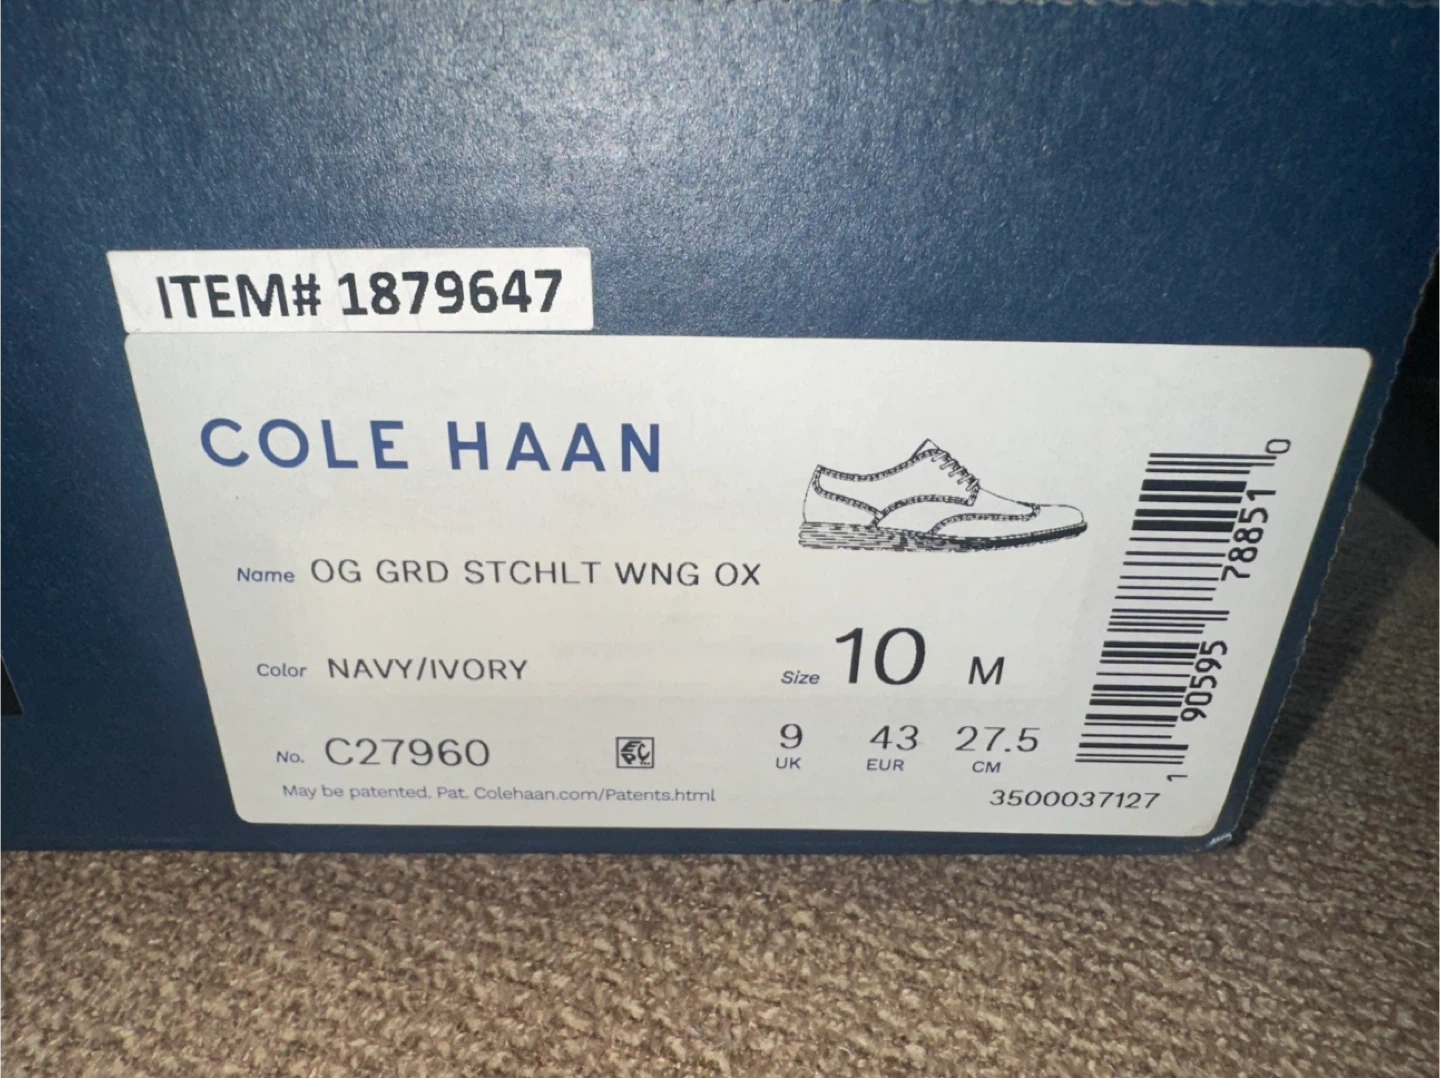 ITEM# 1879647
COLE HAAN
Name OG GRD STCHLT WNG OX
Color NAVY/IVORY
Size 10 M
No. C27960
9 43 27.5
UK EUR CM
May be patented. Pat. Colehaan.com/Patents.html
3500037127
1 90595 78851 0